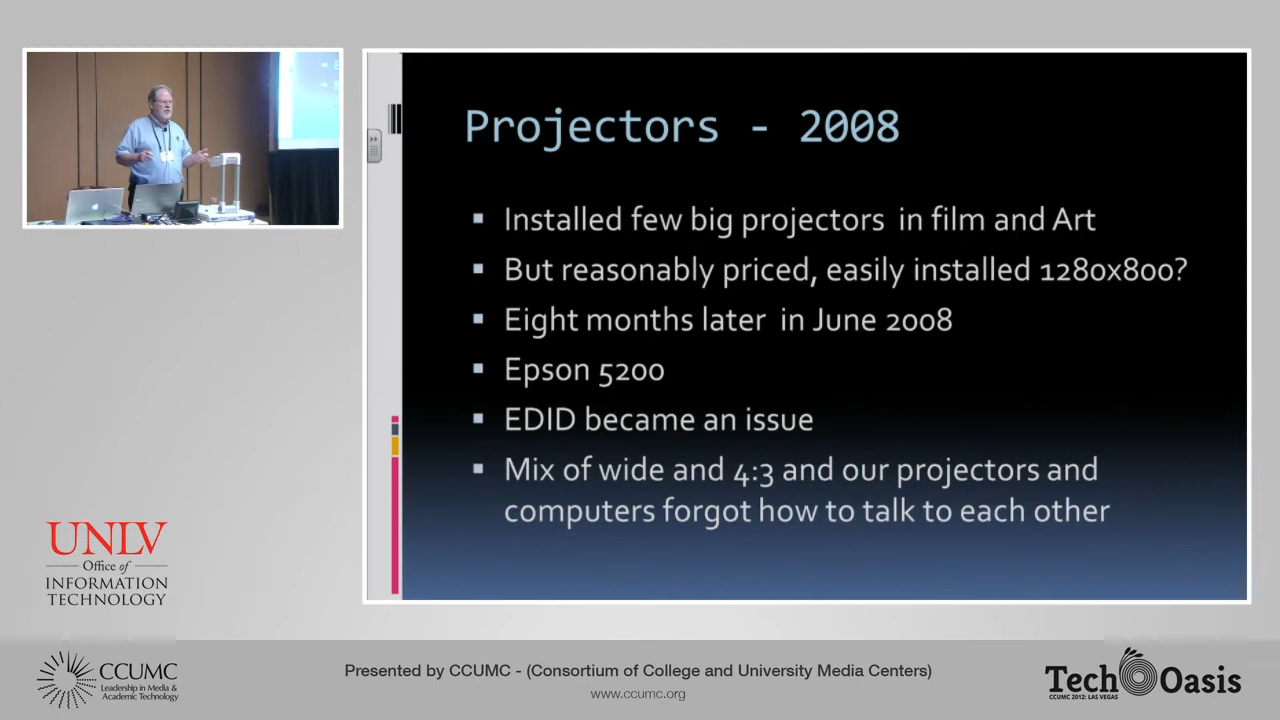 Projectors - 2008
Installed few big projectors in film and Art
But reasonably priced, easily installed 1280x800?
Eight months later in June 2008
Epson 5200
EDID became an issue
Mix of wide and 4:3 and our projectors and
computers forgot how to talk to each other
UNLV
Office of
INFORMATION
TECHNOLOGY
CCUMC
Leadership in Media &
Academic Technology
Presented by CCUMC - (Consortium of College and University Media Centers)
www.ccumc.org
Tech Oasis
CCUMC 2012: LAS VEGAS